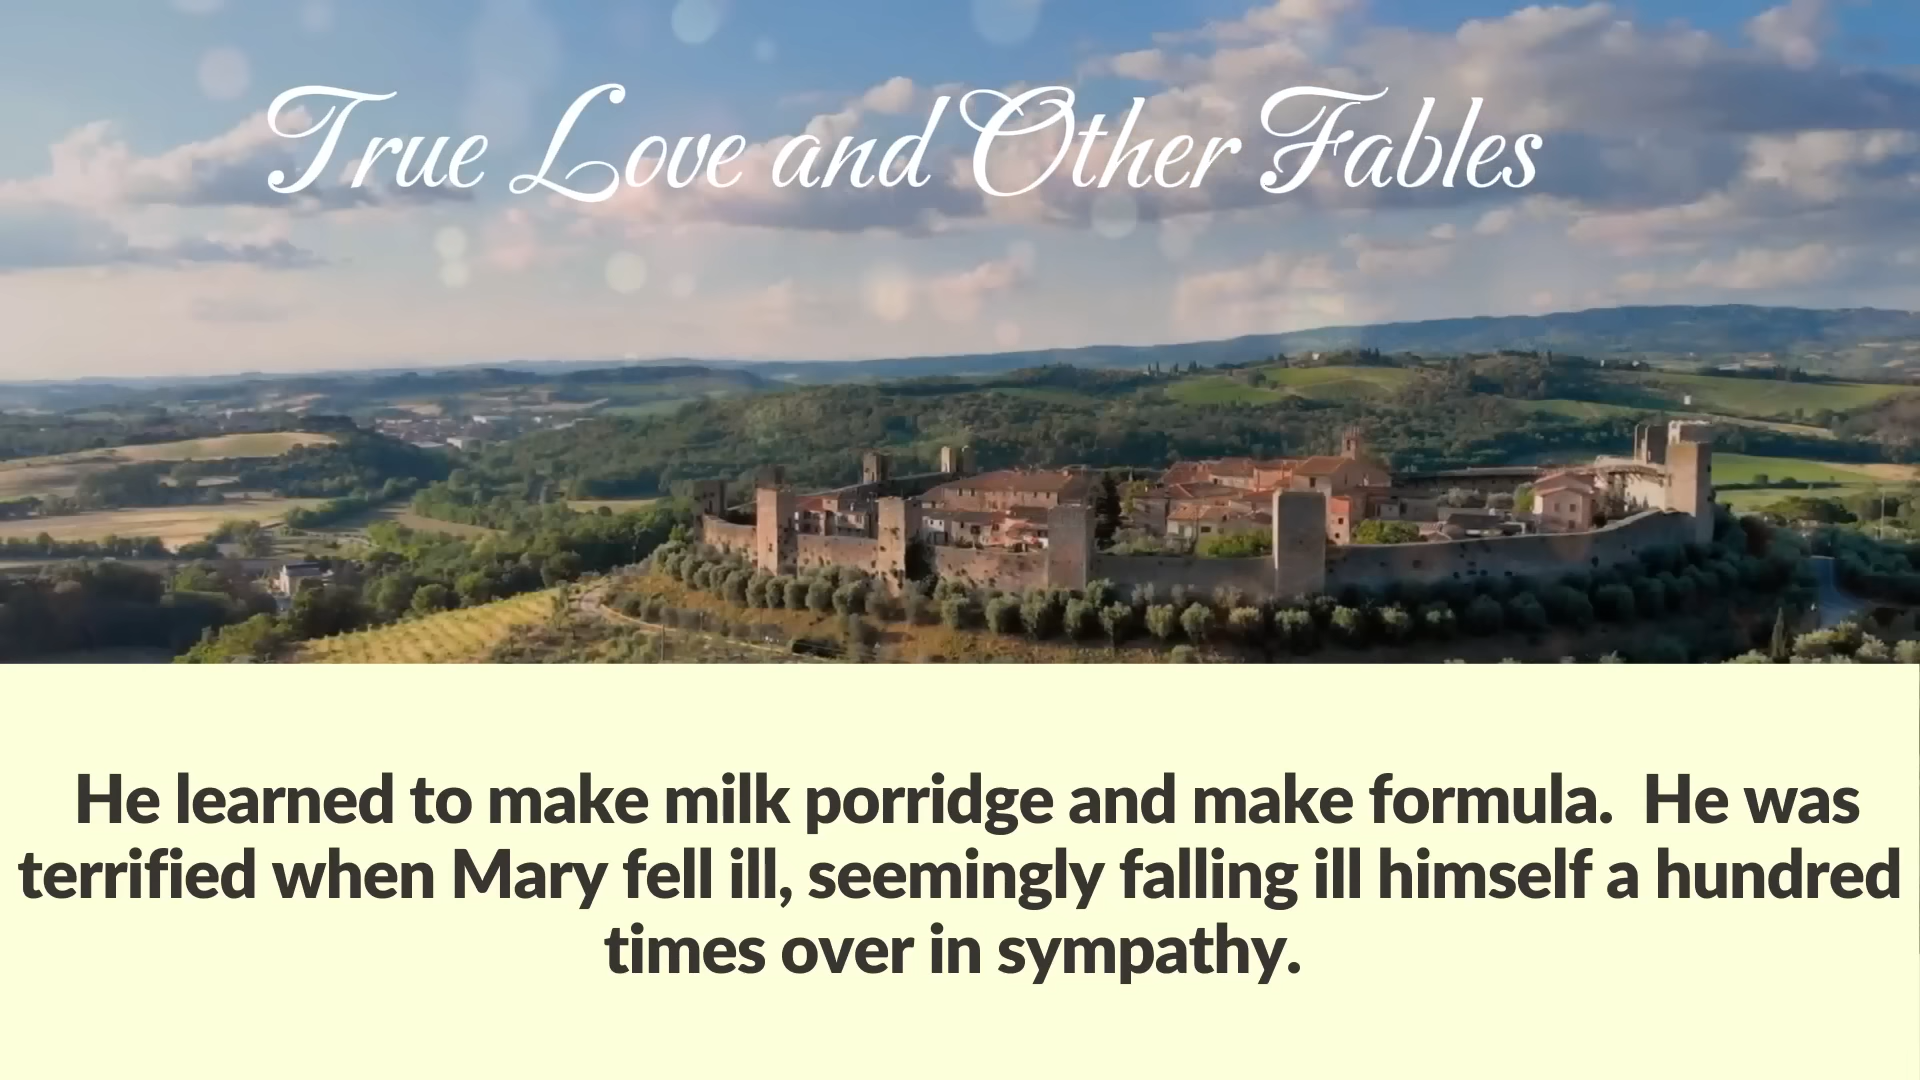 True Love and Other Fables
He learned to make milk porridge and make formula.  He was
terrified when Mary fell ill, seemingly falling ill himself a hundred
times over in sympathy.